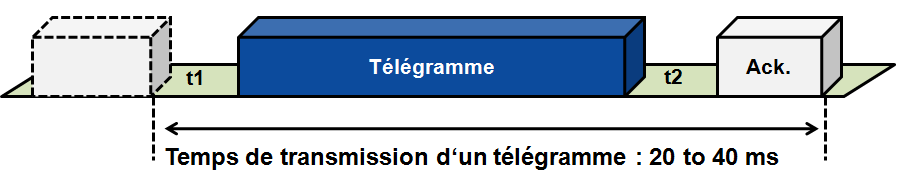 t1 Télégramme t2 Ack.
Temps de transmission d‘un télégramme : 20 to 40 ms